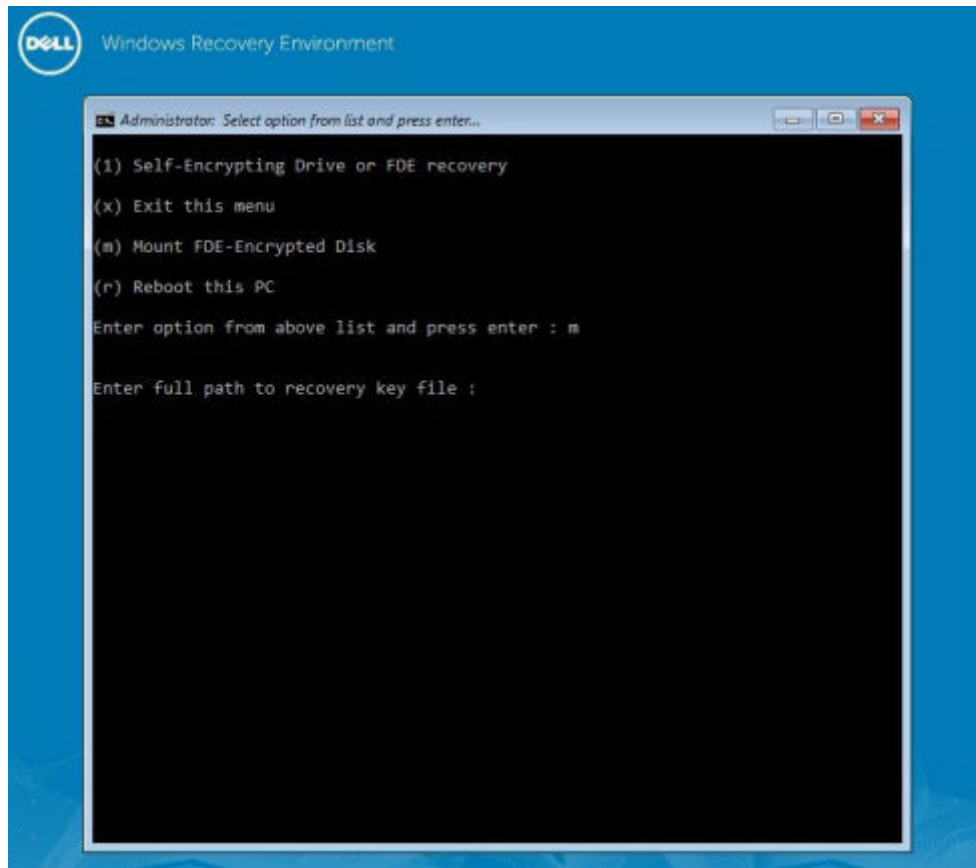 DELL
Windows Recovery Environment
Administrator: Select option from list and press enter...
(1) Self-Encrypting Drive or FDE recovery
(x) Exit this menu
(m) Mount FDE-Encrypted Disk
(r) Reboot this PC
Enter option from above list and press enter : m
Enter full path to recovery key file :